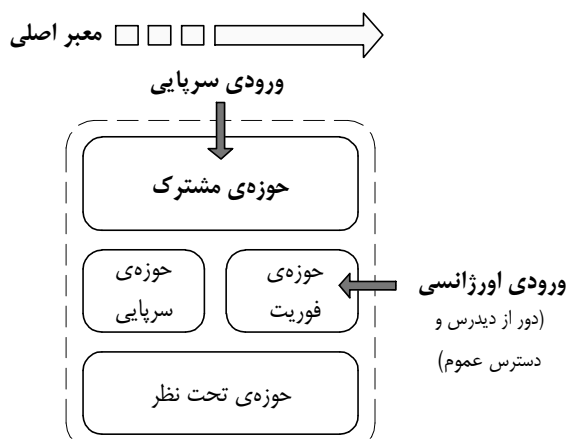 معبر اصلی
ورودی سرپایی
حوزه‌ی مشترک
حوزه‌ی
فوریت
حوزه‌ی
سرپایی
ورودی اورژانسی
(دور از دیدرس و
دسترس عموم)
حوزه‌ی تحت نظر